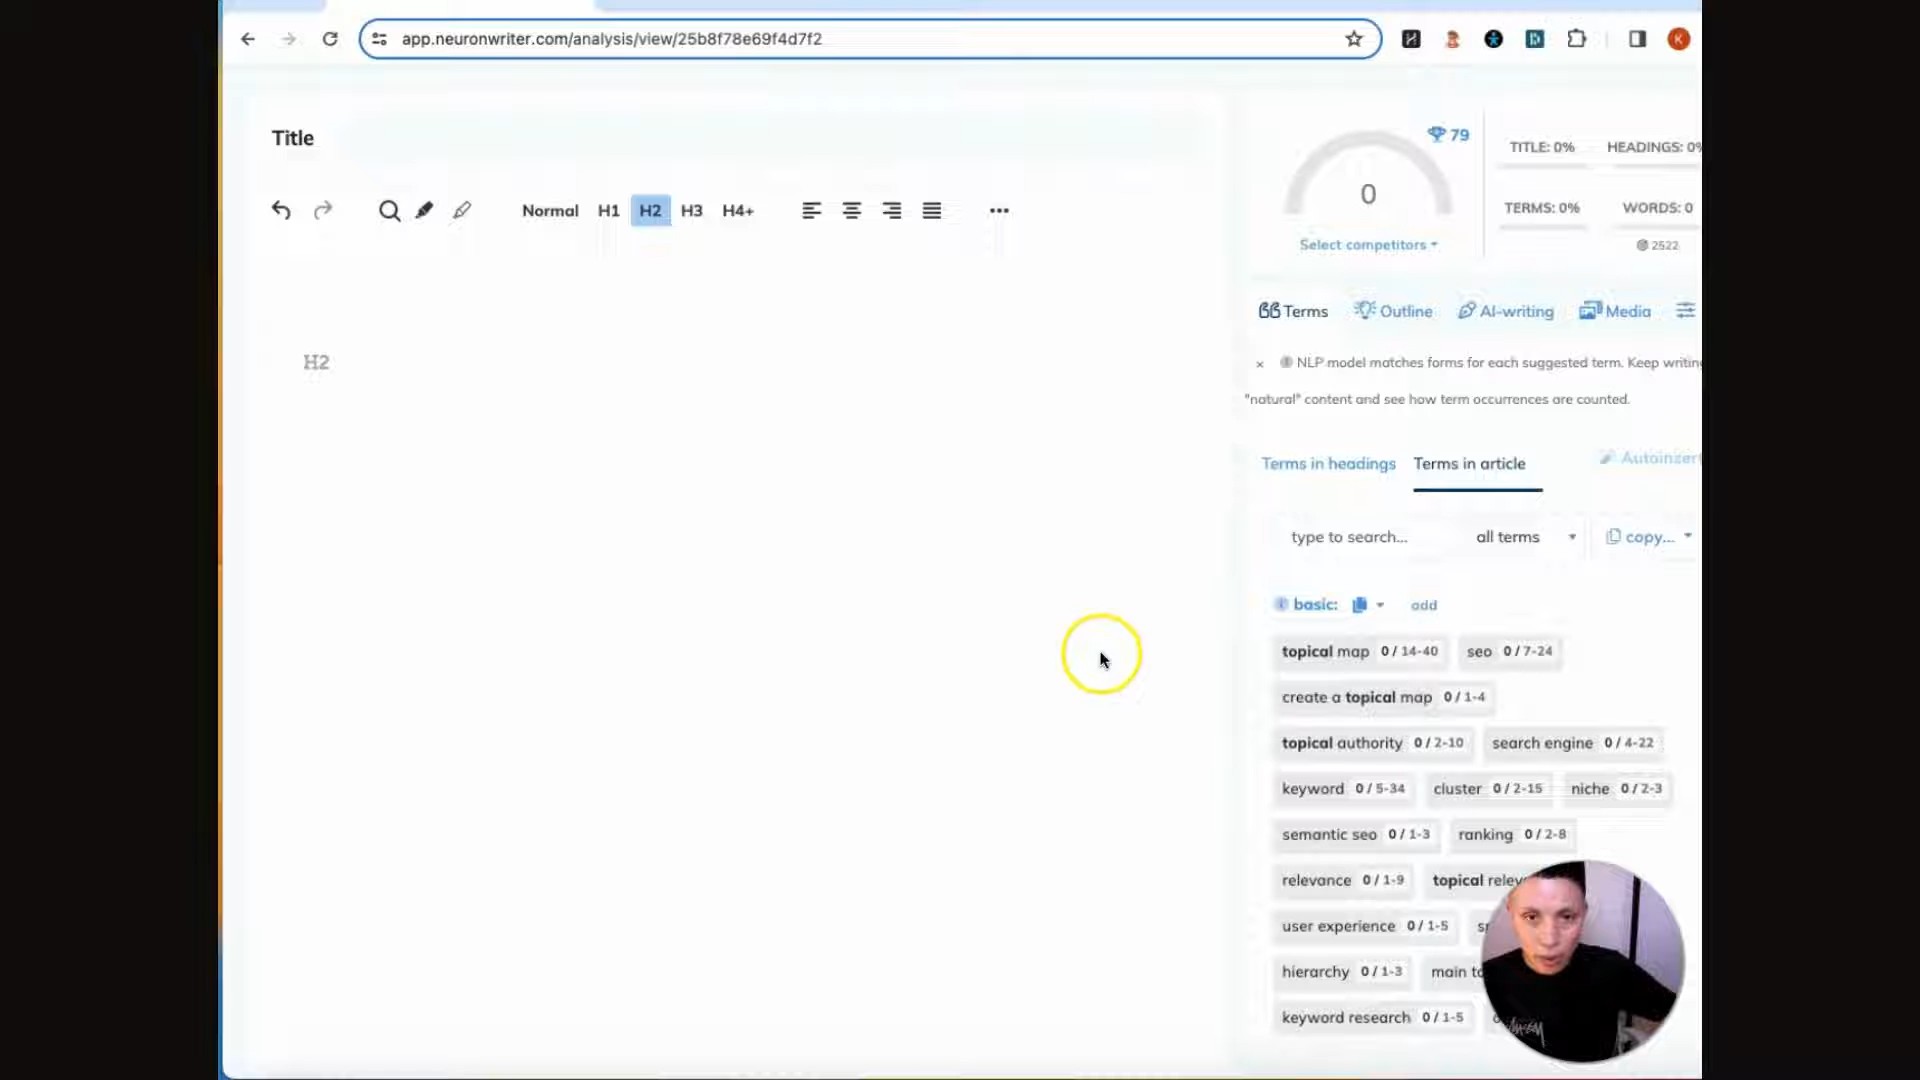 app.neuronwriter.com/analysis/view/25b8f78e69f4d7f2
K
Title
79
0
Select competitors
TITLE: 0%
HEADINGS: 0%
TERMS: 0%
WORDS: 0
2522
Normal H1 H2 H3 H4+
H2
Terms Outline AI-writing Media
× NLP model matches forms for each suggested term. Keep writing
"natural" content and see how term occurrences are counted.
Terms in headings Terms in article Autoinsert
type to search... all terms copy...
basic: add
topical map 0 / 14-40 seo 0 / 7-24
create a topical map 0 / 1-4
topical authority 0 / 2-10 search engine 0 / 4-22
keyword 0 / 5-34 cluster 0 / 2-15 niche 0 / 2-3
semantic seo 0 / 1-3 ranking 0 / 2-8
relevance 0 / 1-9 topical relev
user experience 0 / 1-5
hierarchy 0 / 1-3 main to
keyword research 0 / 1-5